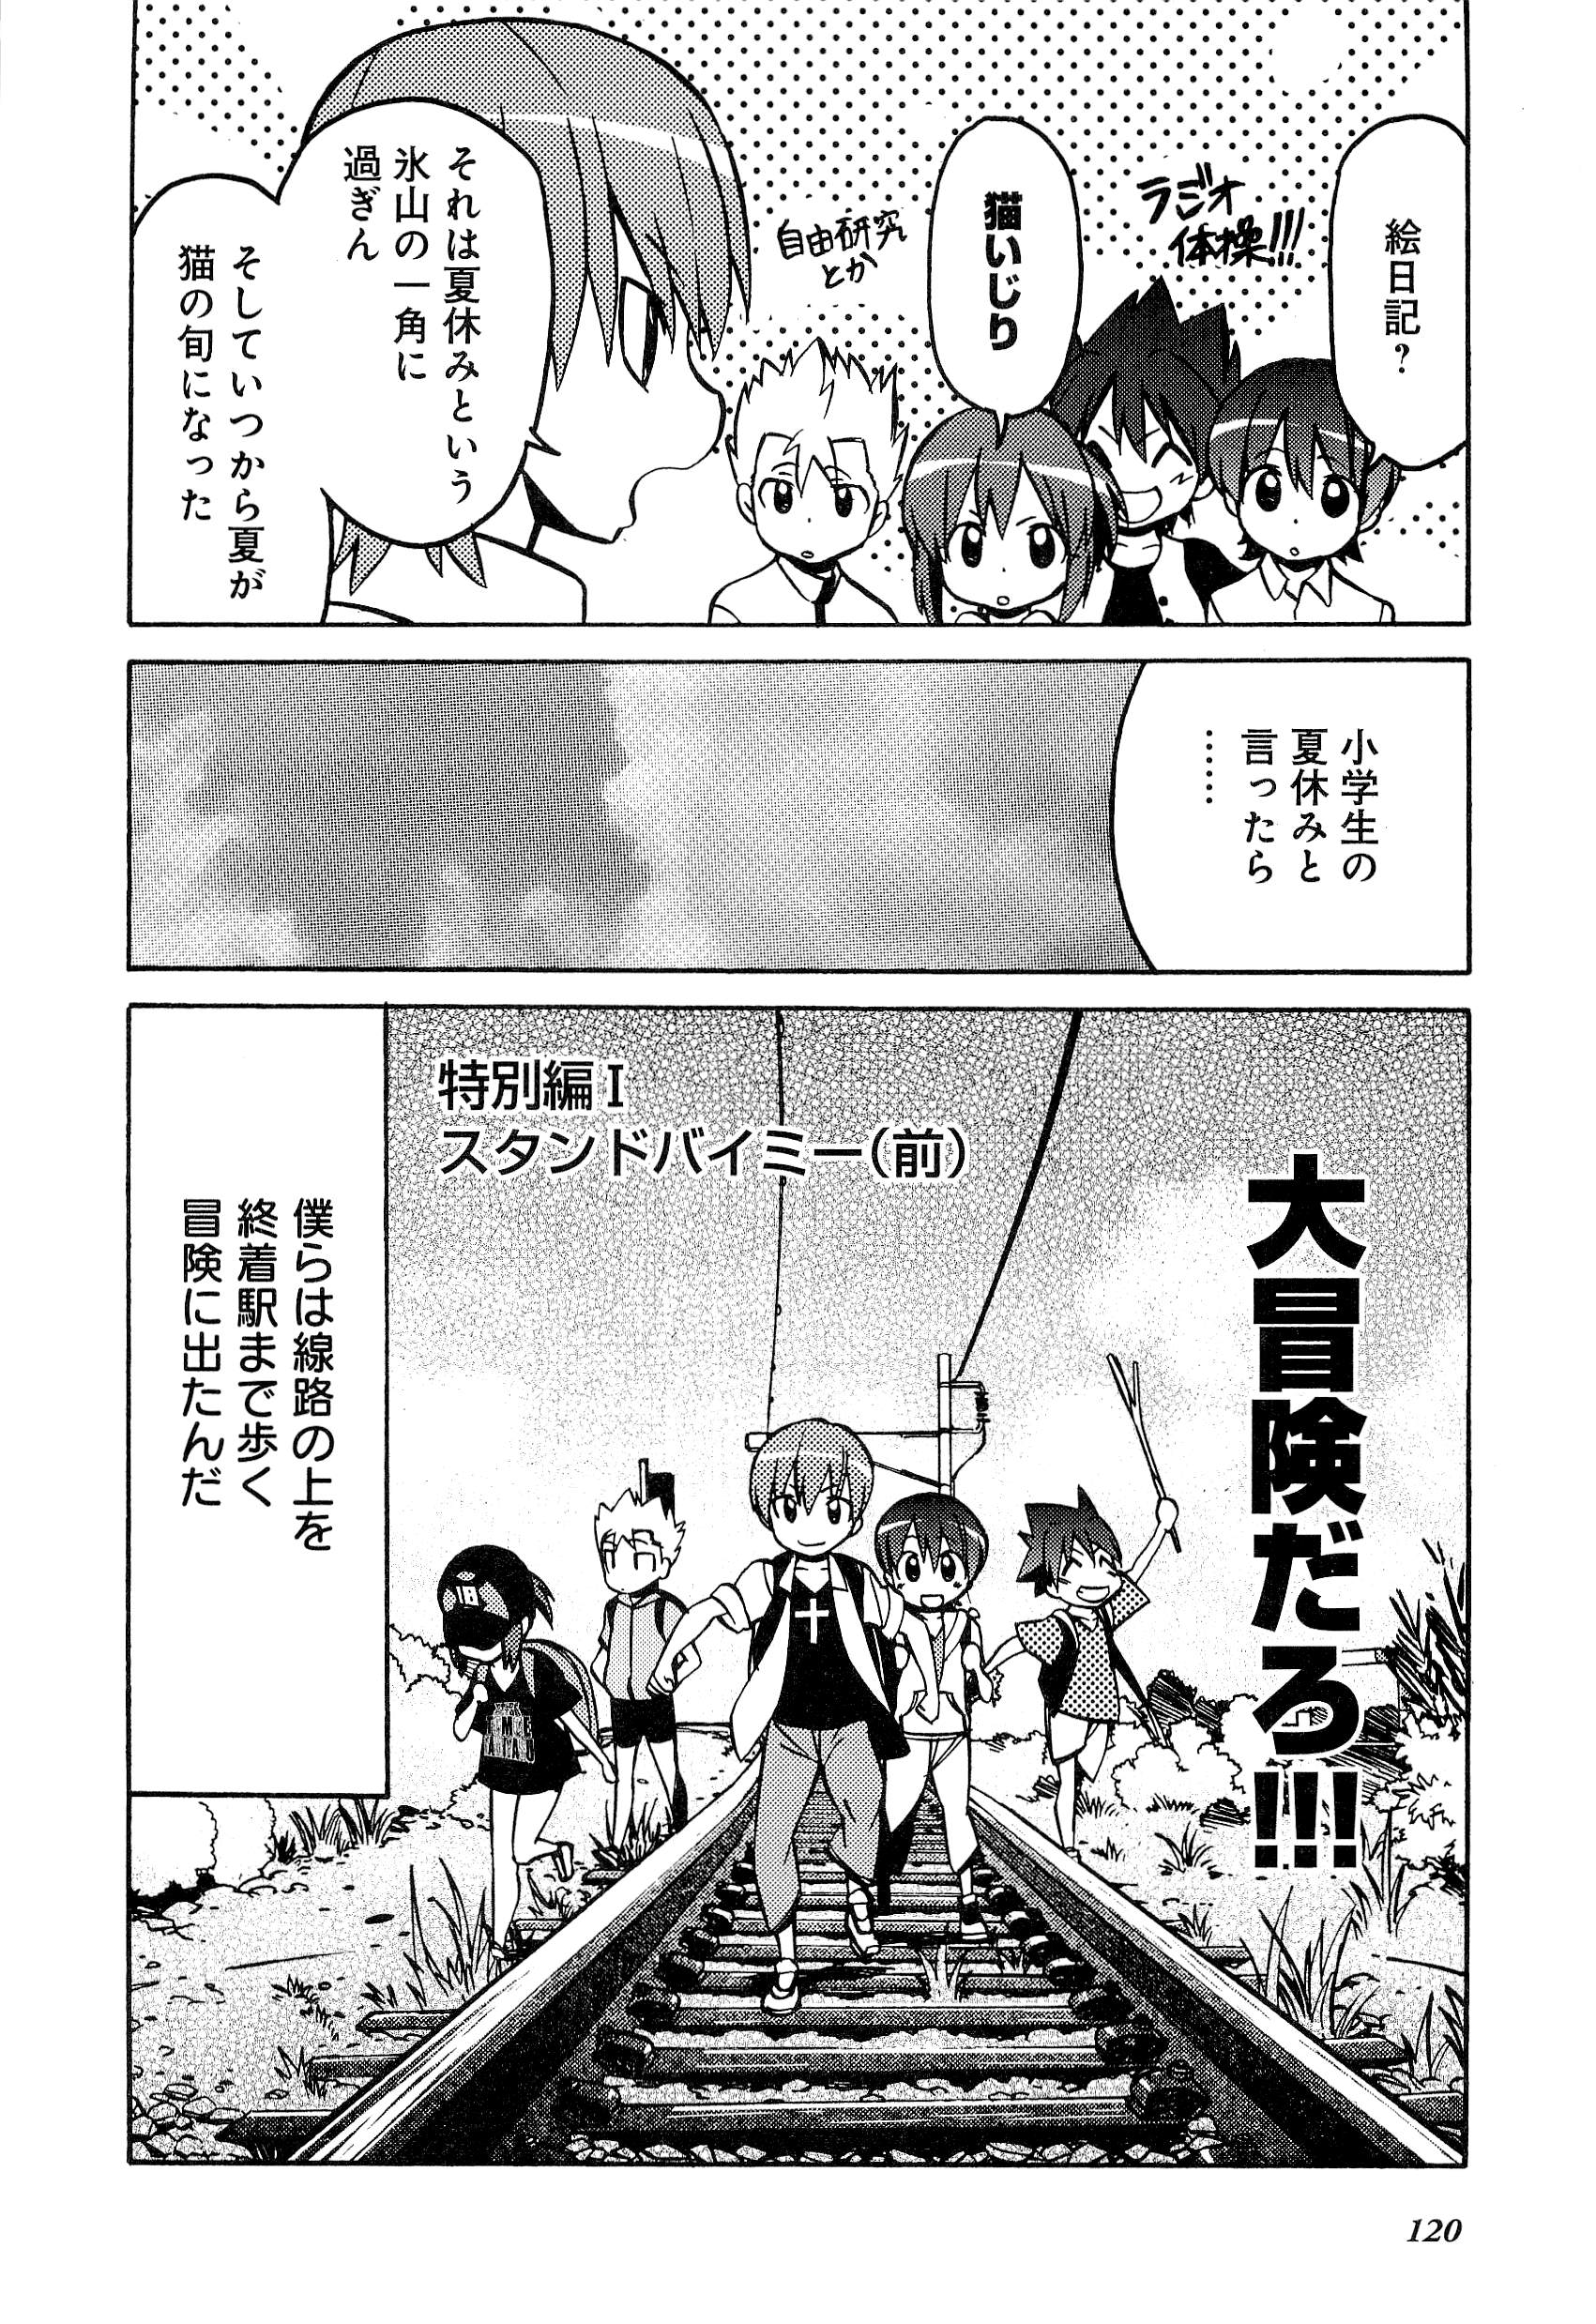 絵日記?
ラジオ
体操!!!
猫いじり
自由研究
とか
それは夏休みという
氷山の一角に
過ぎん
そしていつから夏が
猫の旬になった
小学生の
夏休みと
言ったら
……
大冒険だろ!!!
特別編I
スタンドバイミー(前)
僕らは線路の上を
終着駅まで歩く
冒険に出たんだ
18
120